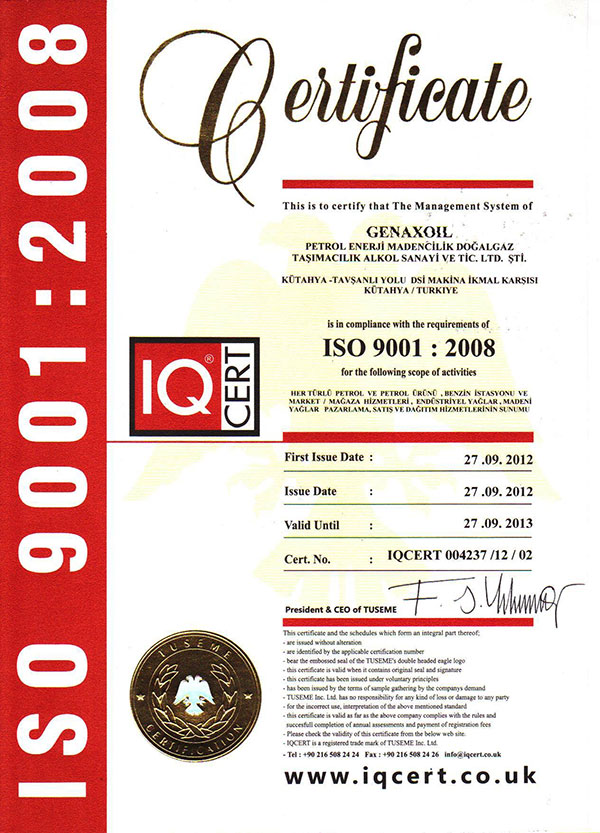 ISO 9001:2008
Certificate
This is to certify that The Management System of
GENAXOIL
PETROL ENERJİ MADENCİLİK DOĞALGAZ
TAŞIMACILIK ALKOL SANAYİ VE TİC. LTD. ŞTİ.
KÜTAHYA -TAVŞANLI YOLU DSİ MAKİNA İKMAL KARŞISI
KÜTAHYA / TURKIYE
is in compliance with the requirements of
ISO 9001 : 2008
for the following scope of activities
HER TÜRLÜ PETROL VE PETROL ÜRÜNÜ , BENZİN İSTASYONU VE
MARKET / MAĞAZA HİZMETLERİ , ENDÜSTRİYEL YAĞLAR , MADENİ
YAĞLAR PAZARLAMA, SATIŞ VE DAĞITIM HİZMETLERİNİN SUNUMU
IQ®
CERT
First Issue Date : 27 .09. 2012
Issue Date : 27 .09. 2012
Valid Until : 27 .09. 2013
Cert. No. : IQCERT 004237 /12 / 02
President & CEO of TUSEME
This certificate and the schedules which form an integral part thereof;
- are issued without alteration
- are identified by the applicable certification number
- bear the embossed seal of the TUSEME's double headed eagle logo
- this certificate is valid when it contains original seal and signature
- this certificate has been issued under voluntary principles
- has been issued by the terms of sample gathering by the companys demand
- TUSEME Inc. Ltd. has no responsibility for any kind of loss or damage to any party
- for the incorrect use, interpretation of the above mentioned standard
- this certificate is valid as far as the above company complies with the rules and
succesfull completion of annual assessments and payment of registration fees
- Please check the validity of this certificate from the below web site.
- IQCERT is a registered trade mark of TUSEME Inc. Ltd.
- Tel : +90 216 508 24 24 Fax : +90 216 508 24 26 info@iqcert.co.uk
www.iqcert.co.uk
TUSEME
CERTIFICATION